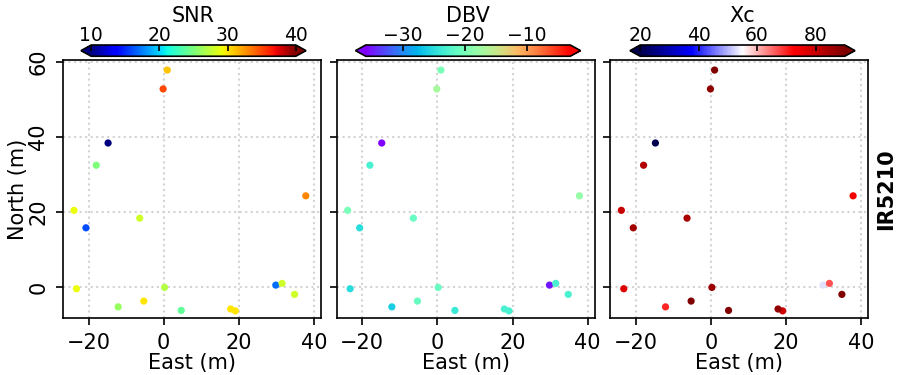 SNR DBV Xc
10 20 30 40 −30 −20 −10 20 40 60 80
60
40
20
0
North (m)
IR5210
−20 0 20 40 −20 0 20 40 −20 0 20 40
East (m) East (m) East (m)